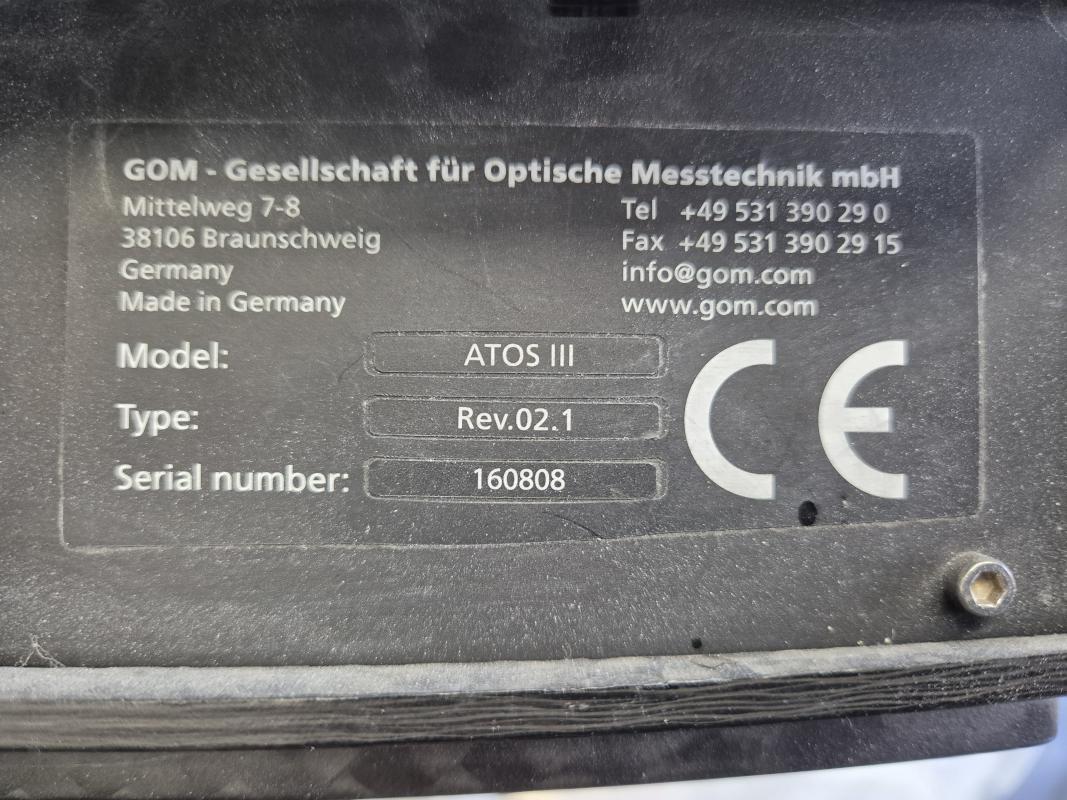 GOM - Gesellschaft für Optische Messtechnik mbH
Mittelweg 7-8
38106 Braunschweig
Germany
Made in Germany
Tel +49 531 390 29 0
Fax +49 531 390 29 15
info@gom.com
www.gom.com
Model: ATOS III
Type: Rev.02.1
Serial number: 160808
CE